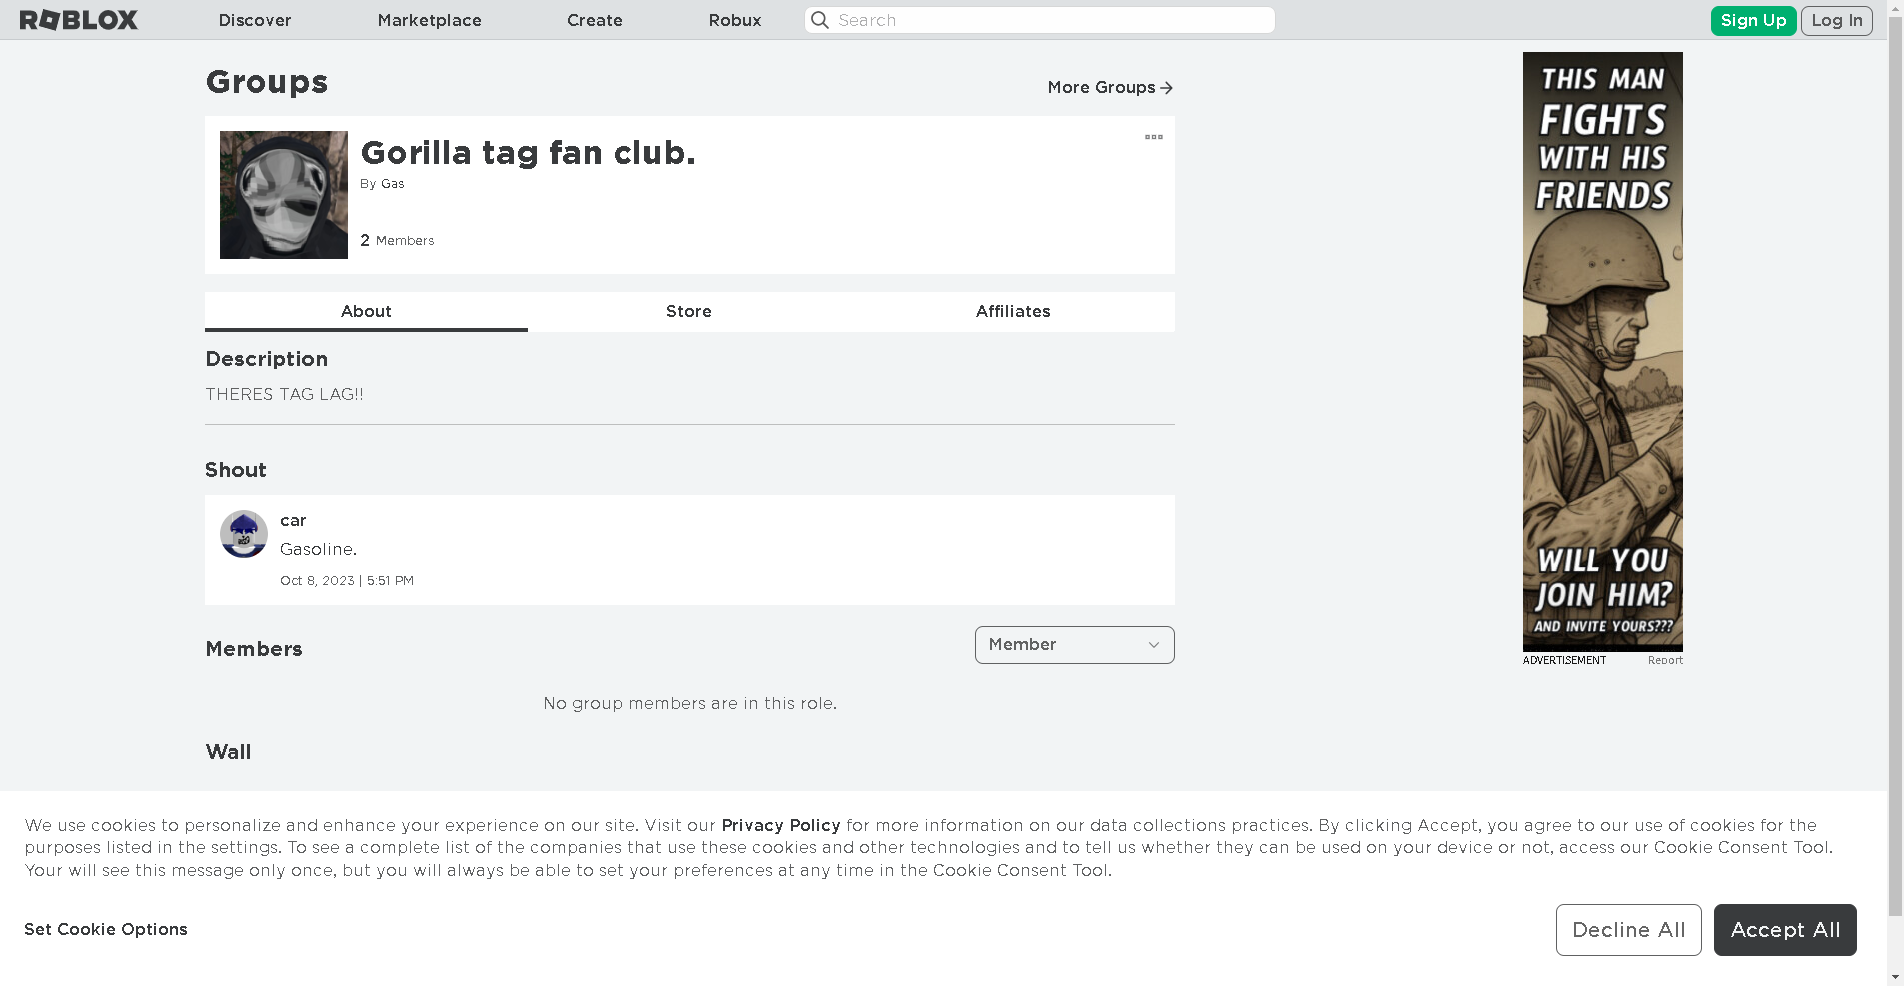 ROBLOX
Discover
Marketplace
Create
Robux
Search
Sign Up
Log In
Groups
More Groups
Gorilla tag fan club.
By Gas
2 Members
About
Store
Affiliates
Description
THERES TAG LAG!!
Shout
car
Gasoline.
Oct 8, 2023 | 5:51 PM
Members
Member
No group members are in this role.
Wall
THIS MAN
FIGHTS
WITH HIS
FRIENDS
WILL YOU
JOIN HIM?
AND INVITE YOURS???
ADVERTISEMENT
Report
We use cookies to personalize and enhance your experience on our site. Visit our Privacy Policy for more information on our data collections practices. By clicking Accept, you agree to our use of cookies for the
purposes listed in the settings. To see a complete list of the companies that use these cookies and other technologies and to tell us whether they can be used on your device or not, access our Cookie Consent Tool.
Your will see this message only once, but you will always be able to set your preferences at any time in the Cookie Consent Tool.
Set Cookie Options
Decline All
Accept All